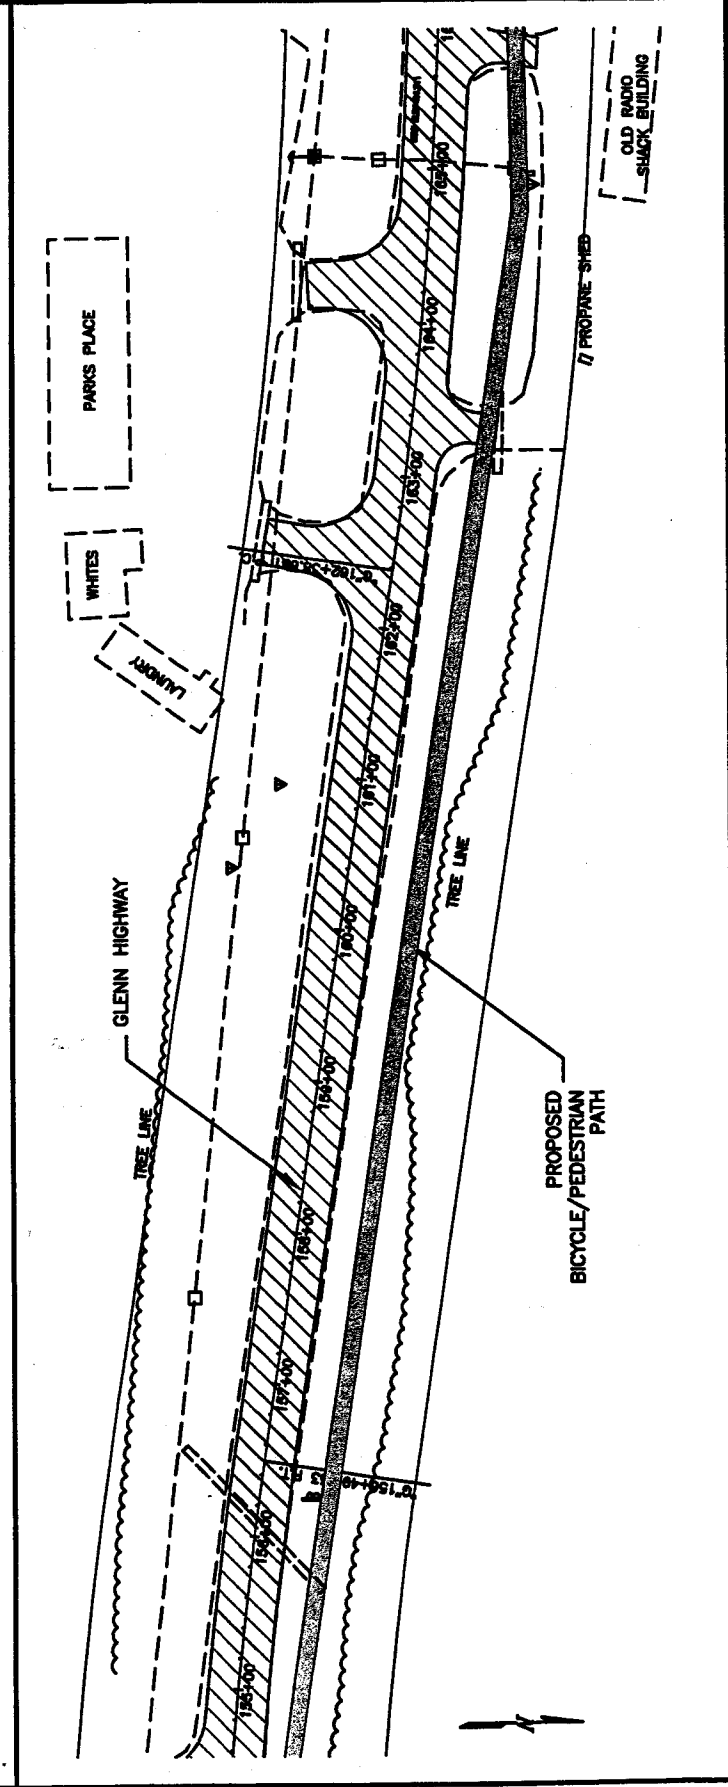 OLD RADIO
SHACK BUILDING
PROPANE SHED
PARKS PLACE
WHITES
LAUNDRY
165+00
164+00
163+00
162+00
161+00
160+00
159+00
158+00
157+00
156+00
155+00
TREE LINE
GLENN HIGHWAY
TREE LINE
PROPOSED
BICYCLE/PEDESTRIAN
PATH
N